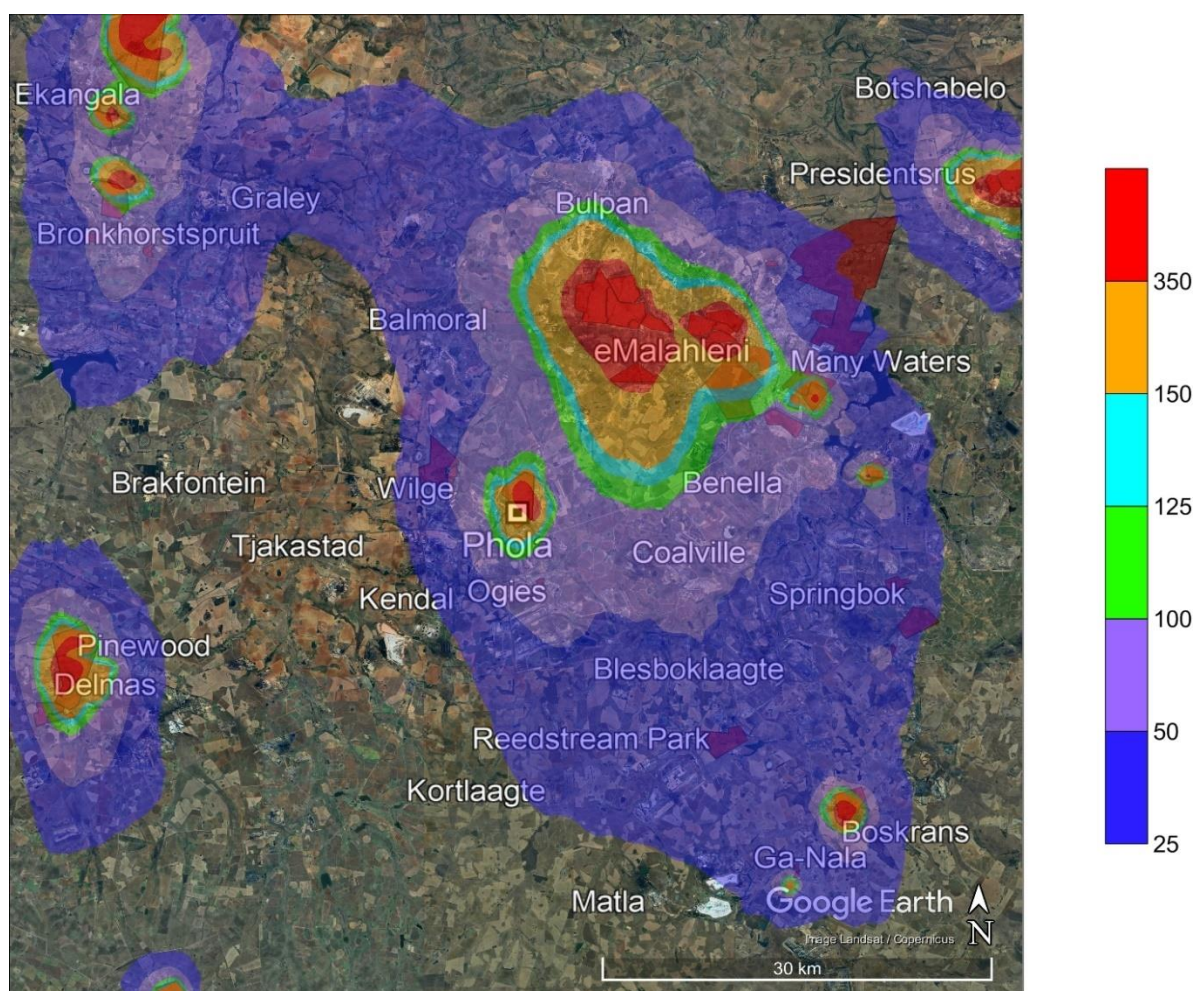 Botshabelo
Ekangala
Presidentsrus
Graley
Bulpan
Bronkhorstspruit
Balmoral
eMalahleni
Many Waters
Brakfontein
Wilge
Benella
Tjakastad
Phola
Coalville
Kendal
Ogies
Springbok
Pinewood
Delmas
Blesboklaagte
Reedstream Park
Kortlaagte
Boskrans
Ga-Nala
Matla
Google Earth
Image Landsat / Copernicus
N
30 km
350
150
125
100
50
25